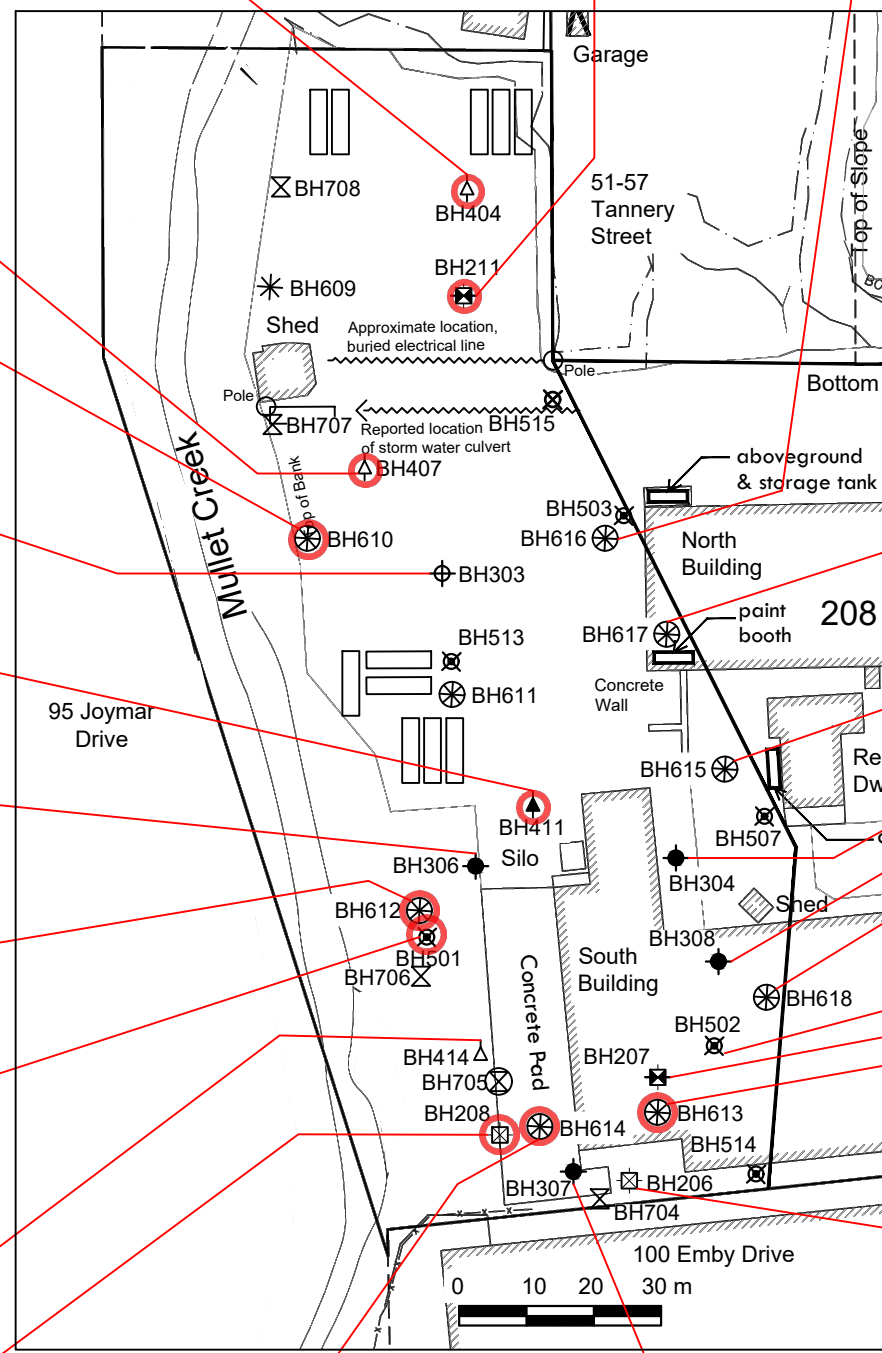 Garage
Top of Slope
51-57
Tannery
Street
BH708
BH404
BH211
BH609
Shed
Approximate location,
buried electrical line
Pole
Bottom
Pole
BH707
BH515
Reported location
of storm water culvert
BH407
aboveground
& storage tank
Mullet Creek
of Bank
BH503
BH610
BH616
North
Building
BH303
paint
booth
208
BH617
BH513
BH611
Concrete
Wall
95 Joymar
Drive
BH615
Re
Dw
BH411
BH507
Silo
BH306
BH304
Shed
BH612
BH501
BH308
South
Building
BH706
Concrete Pad
BH618
BH502
BH414
BH705
BH207
BH208
BH613
BH614
BH514
BH307
BH206
BH704
100 Emby Drive
0 10 20 30 m